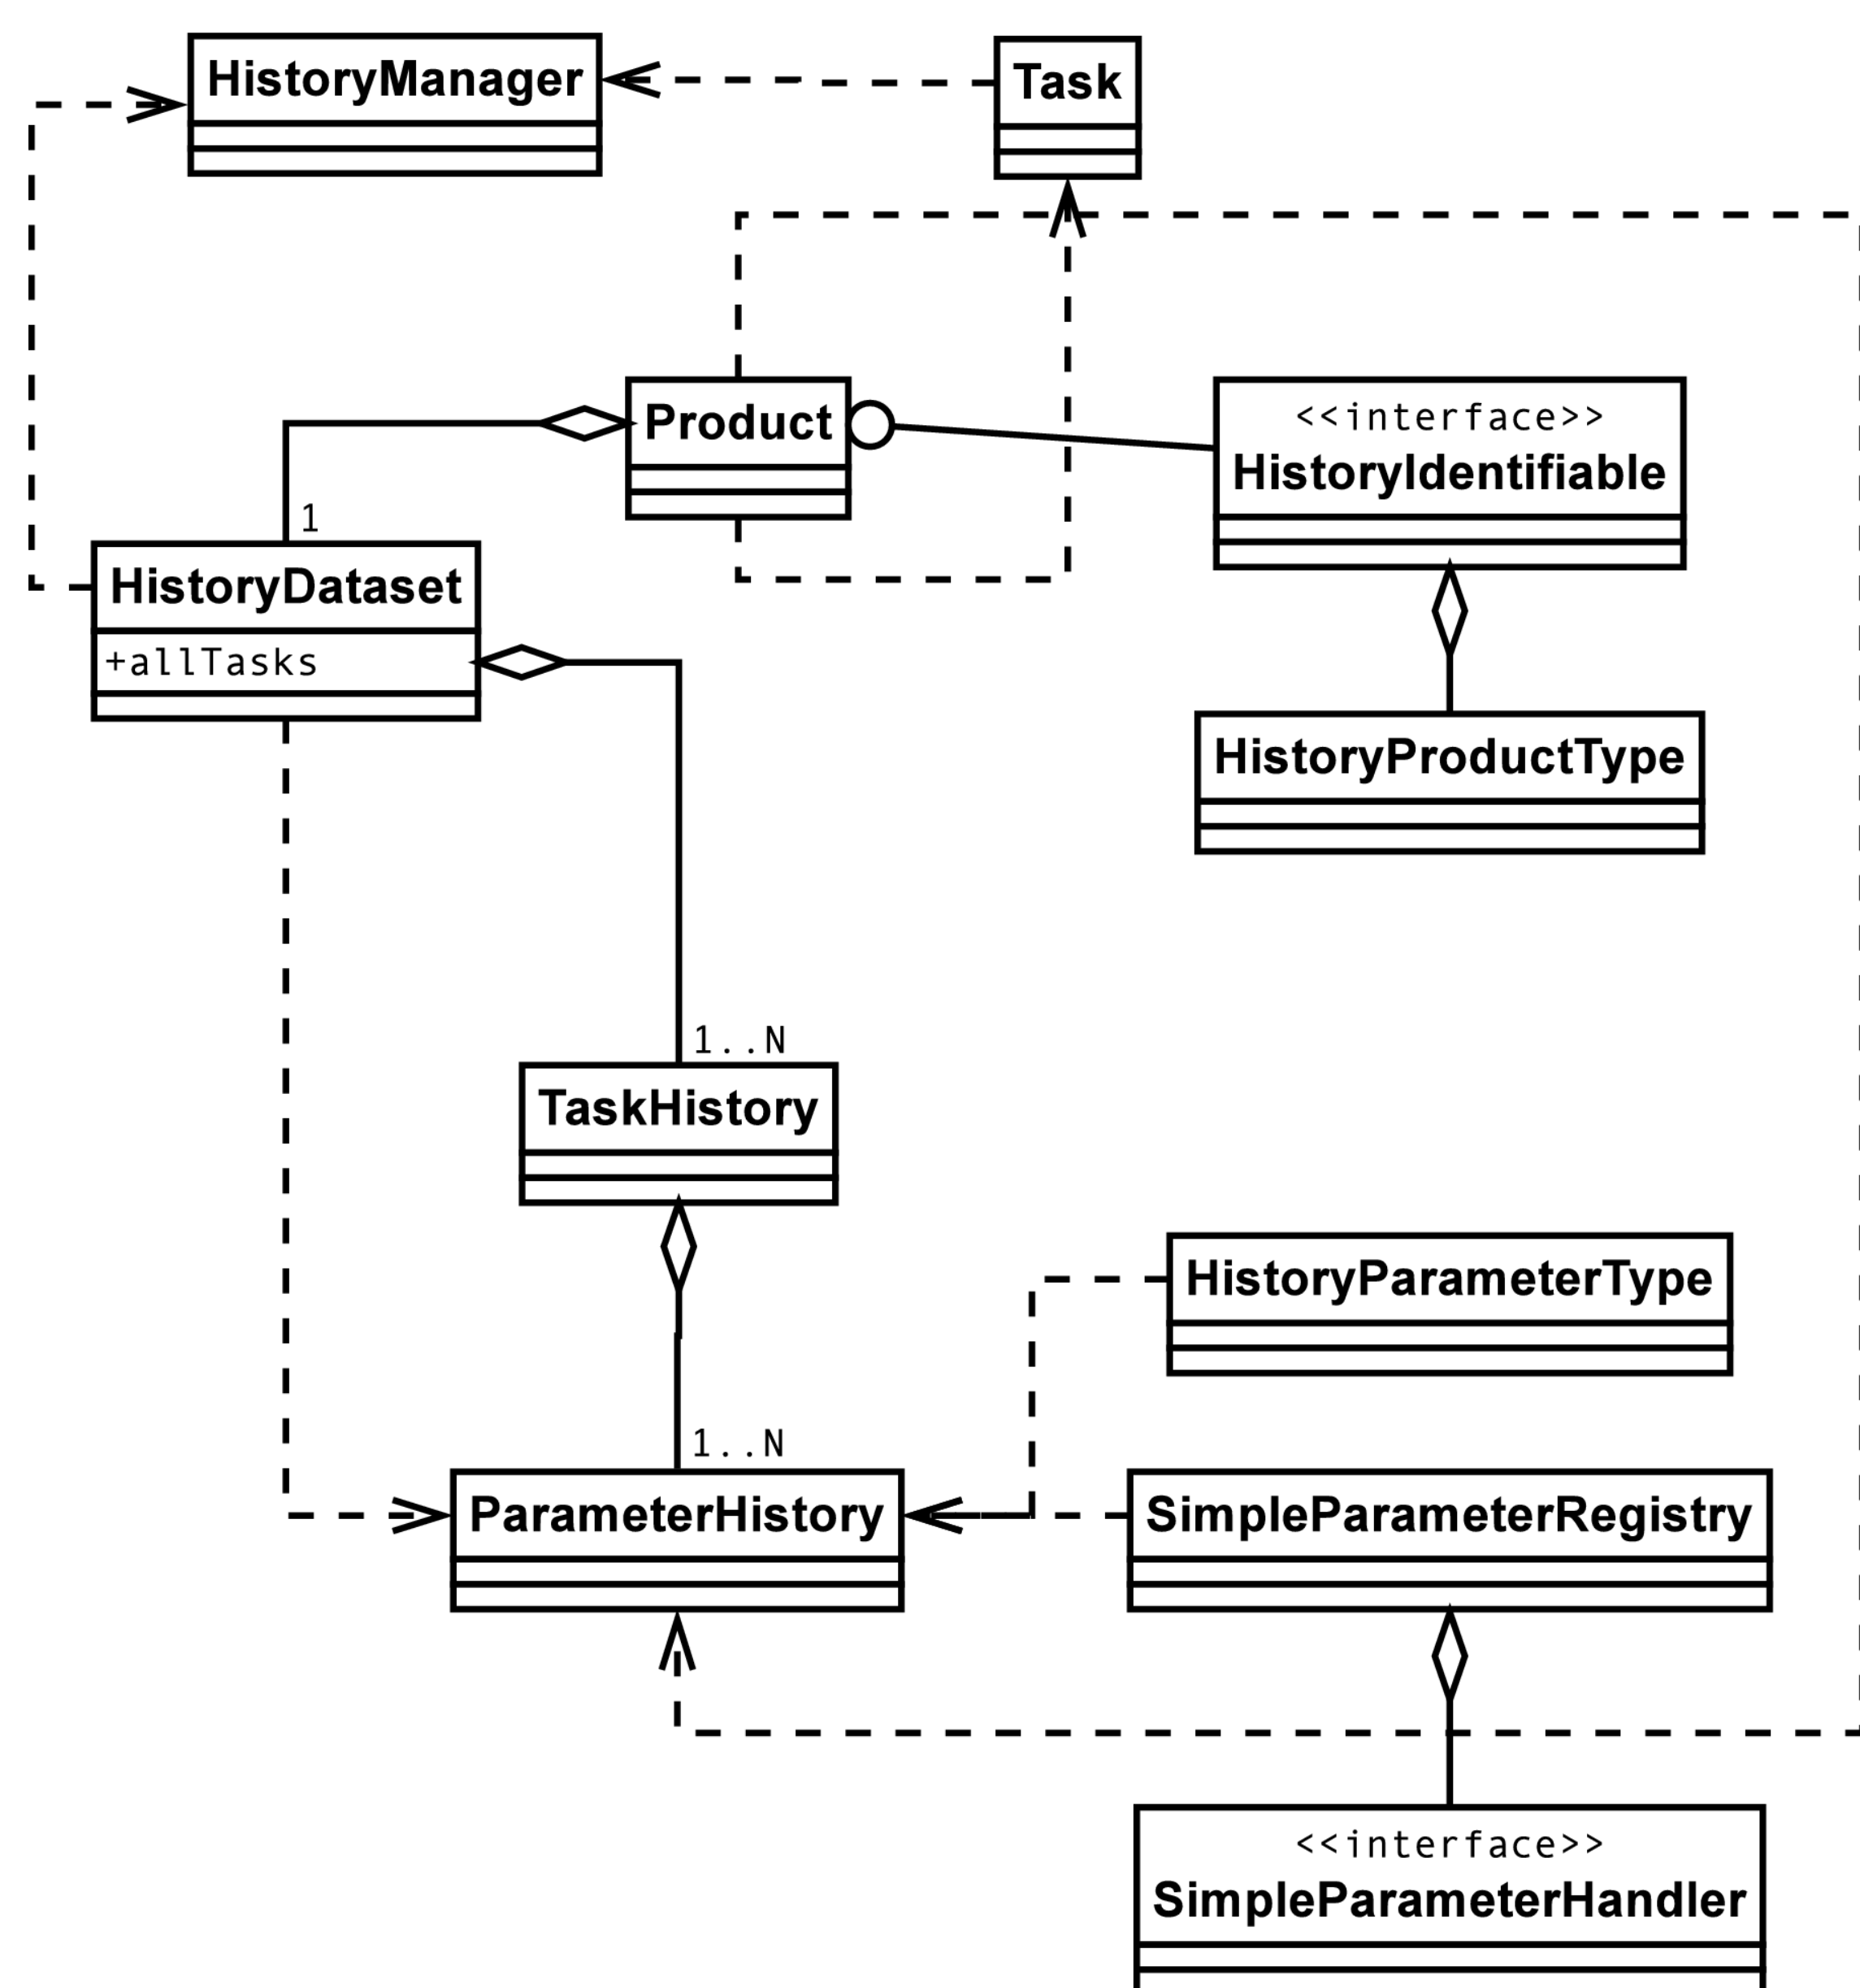 HistoryManager
Task
Product
<<interface>>
HistoryIdentifiable
1
HistoryDataset
+allTasks
HistoryProductType
1..N
TaskHistory
HistoryParameterType
1..N
ParameterHistory
SimpleParameterRegistry
<<interface>>
SimpleParameterHandler